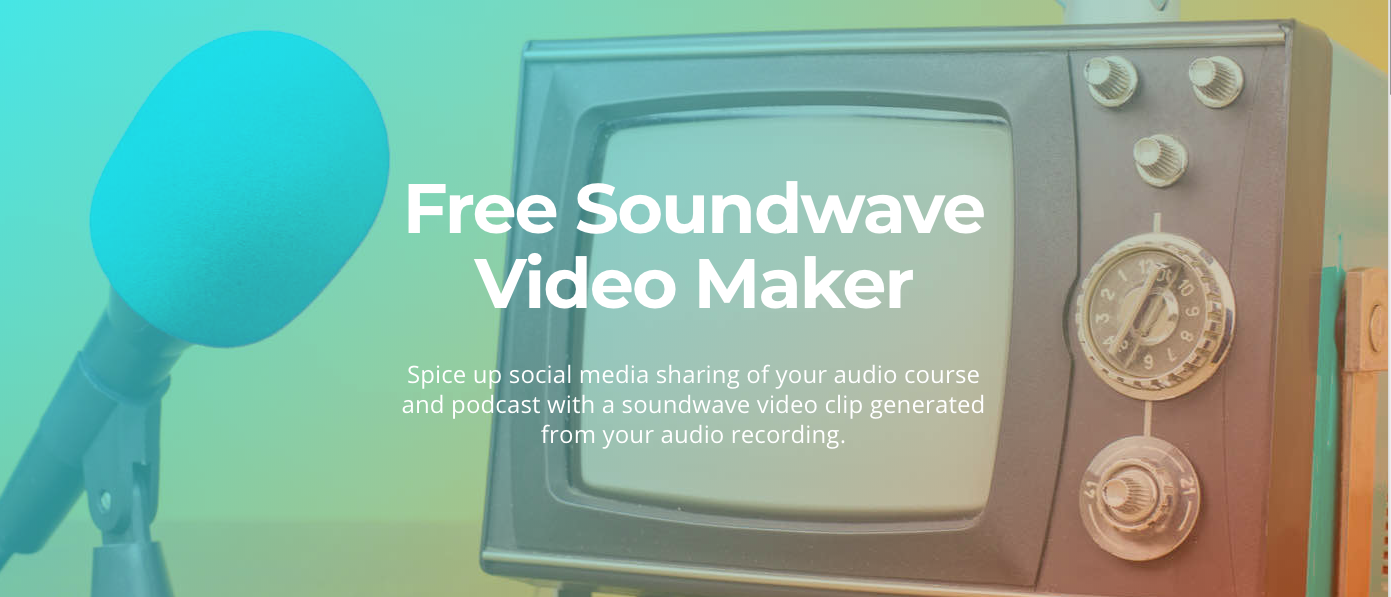 Free Soundwave
Video Maker
Spice up social media sharing of your audio course
and podcast with a soundwave video clip generated
from your audio recording.